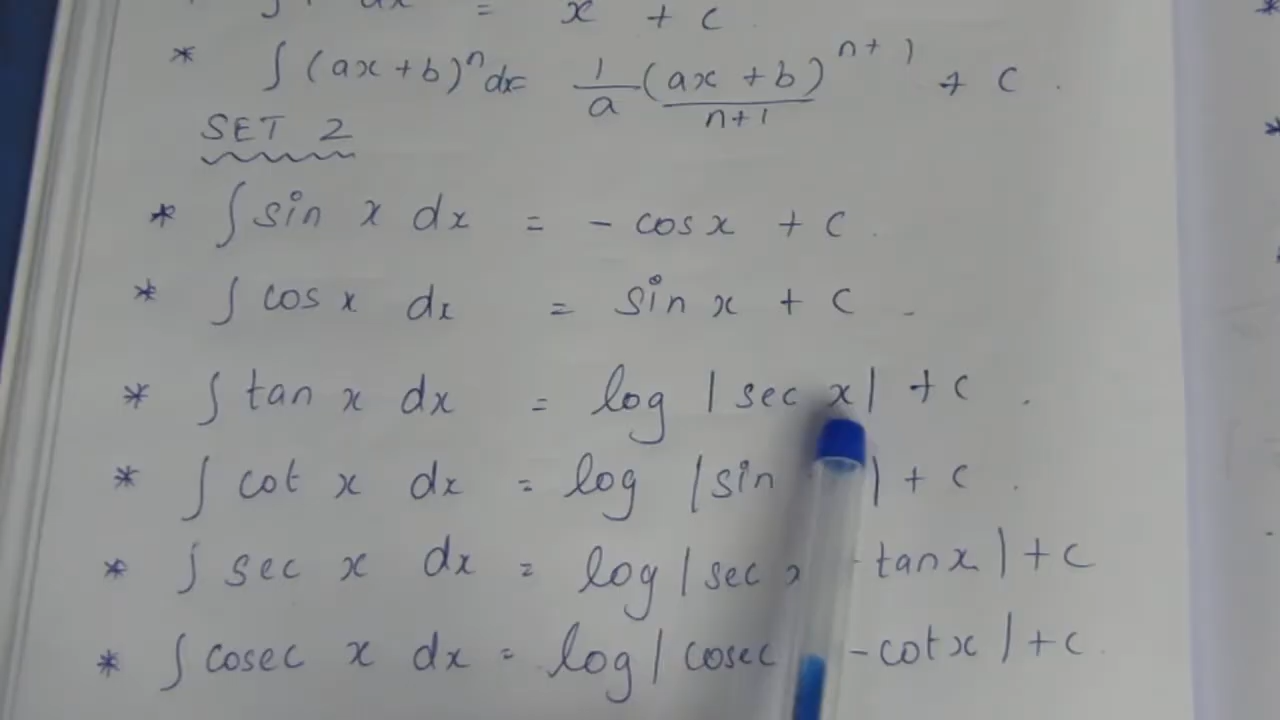 = x + C
* ∫ (ax + b)ⁿ dx = 1/a (ax + b)ⁿ⁺¹/n+1 + C .
SET 2
* ∫ sin x dx = - cos x + C .
* ∫ cos x dx = sin x + C .
* ∫ tan x dx = log | sec x | + C .
* ∫ cot x dx = log | sin | + C .
* ∫ sec x dx = log | sec x tan x | + C
* ∫ cosec x dx = log | cosec - cot x | + C .